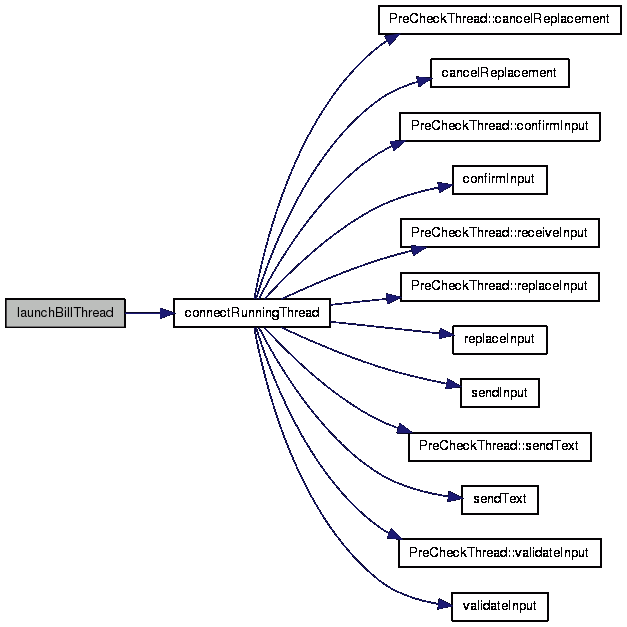 PreCheckThread::cancelReplacement
cancelReplacement
PreCheckThread::confirmInput
confirmInput
PreCheckThread::receiveInput
PreCheckThread::replaceInput
launchBillThread
connectRunningThread
replaceInput
sendInput
PreCheckThread::sendText
sendText
PreCheckThread::validateInput
validateInput